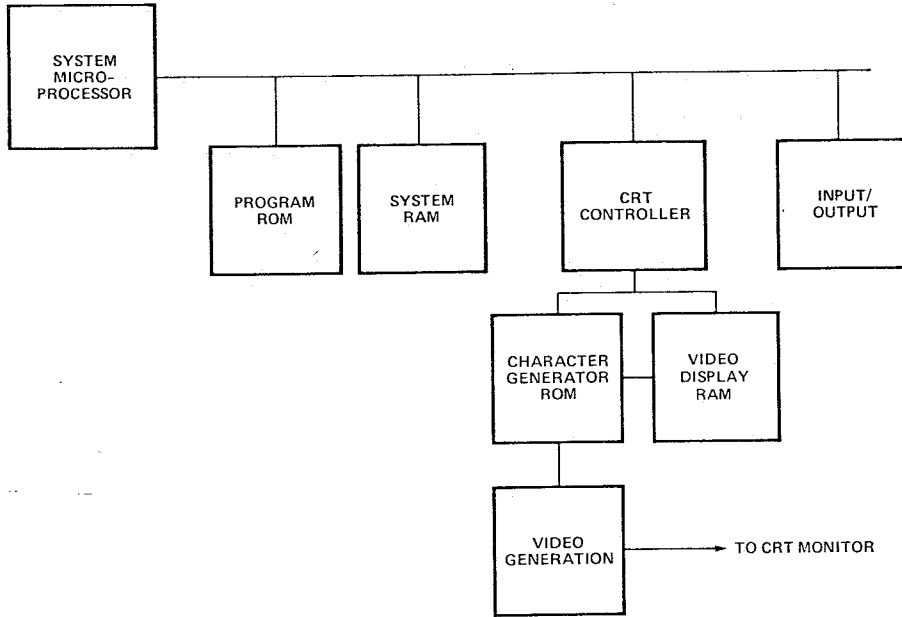 SYSTEM
MICRO-
PROCESSOR
PROGRAM
ROM
SYSTEM
RAM
CRT
CONTROLLER
INPUT/
OUTPUT
CHARACTER
GENERATOR
ROM
VIDEO
DISPLAY
RAM
VIDEO
GENERATION
TO CRT MONITOR